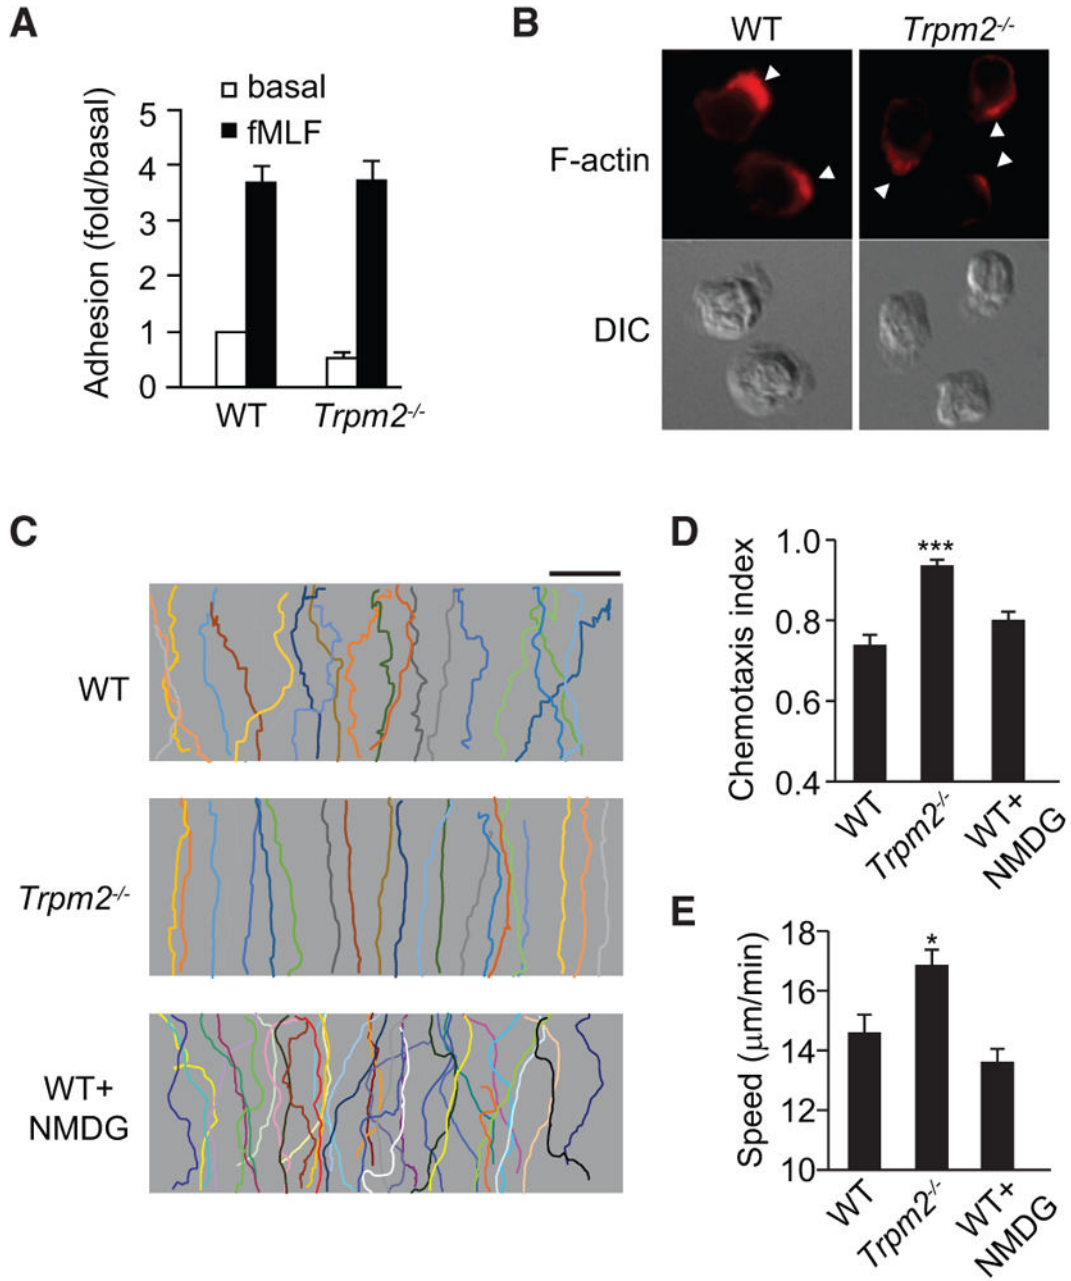 A
basal
fMLF
Adhesion (fold/basal)
5
4
3
2
1
0
WT
Trpm2-/-
B
WT
Trpm2-/-
F-actin
DIC
C
WT
Trpm2-/-
WT+
NMDG
D
Chemotaxis index
1.0
0.8
0.6
0.4
***
WT
Trpm2-/-
WT+
NMDG
E
Speed (μm/min)
18
16
14
12
10
*
WT
Trpm2-/-
WT+
NMDG